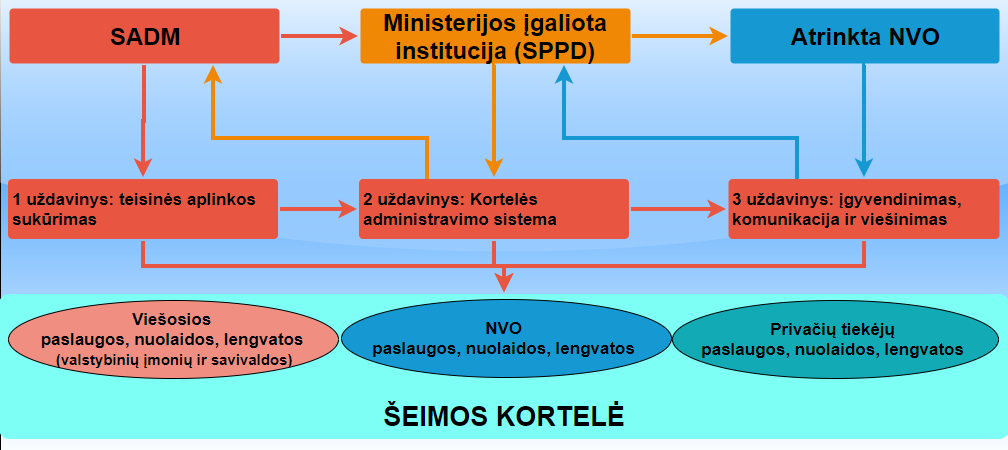 SADM
Ministerijos įgaliota
institucija (SPPD)
Atrinkta NVO
1 uždavinys: teisinės aplinkos
sukūrimas
2 uždavinys: Kortelės
administravimo sistema
3 uždavinys: įgyvendinimas,
komunikacija ir viešinimas
Viešosios
paslaugos, nuolaidos, lengvatos
(valstybinių įmonių ir savivaldos)
NVO
paslaugos, nuolaidos, lengvatos
Privačių tiekėjų
paslaugos, nuolaidos, lengvatos
ŠEIMOS KORTELĖ